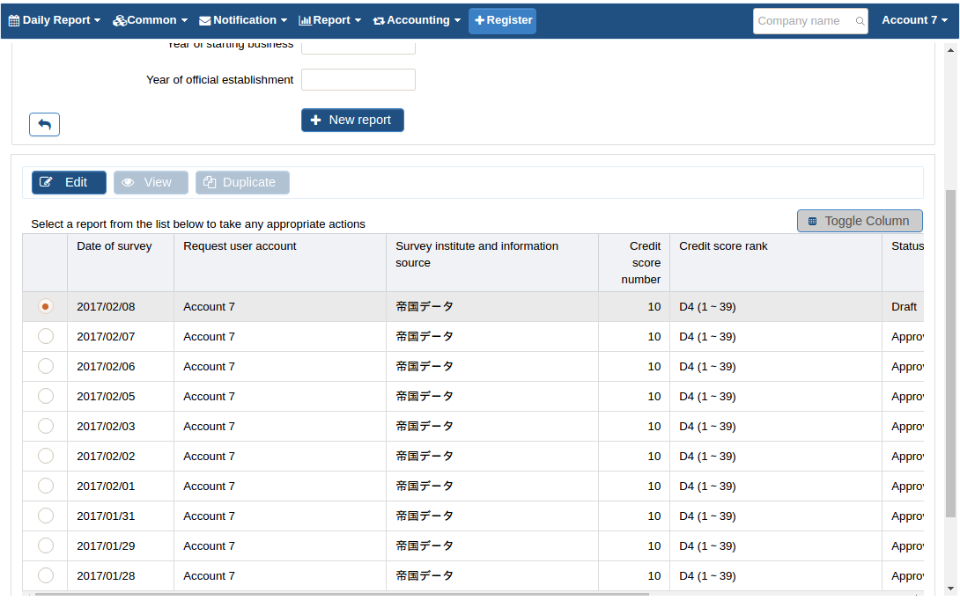 Daily Report Common Notification Report Accounting Register Company name Account 7
Year of starting business
Year of official establishment
New report
Edit View Duplicate
Select a report from the list below to take any appropriate actions Toggle Column
Date of survey Request user account Survey institute and information source Credit score number Credit score rank Status
2017/02/08 Account 7 帝国データ 10 D4 (1 ~ 39) Draft
2017/02/07 Account 7 帝国データ 10 D4 (1 ~ 39) Approv
2017/02/06 Account 7 帝国データ 10 D4 (1 ~ 39) Approv
2017/02/05 Account 7 帝国データ 10 D4 (1 ~ 39) Approv
2017/02/03 Account 7 帝国データ 10 D4 (1 ~ 39) Approv
2017/02/02 Account 7 帝国データ 10 D4 (1 ~ 39) Approv
2017/02/01 Account 7 帝国データ 10 D4 (1 ~ 39) Approv
2017/01/31 Account 7 帝国データ 10 D4 (1 ~ 39) Approv
2017/01/29 Account 7 帝国データ 10 D4 (1 ~ 39) Approv
2017/01/28 Account 7 帝国データ 10 D4 (1 ~ 39) Approv